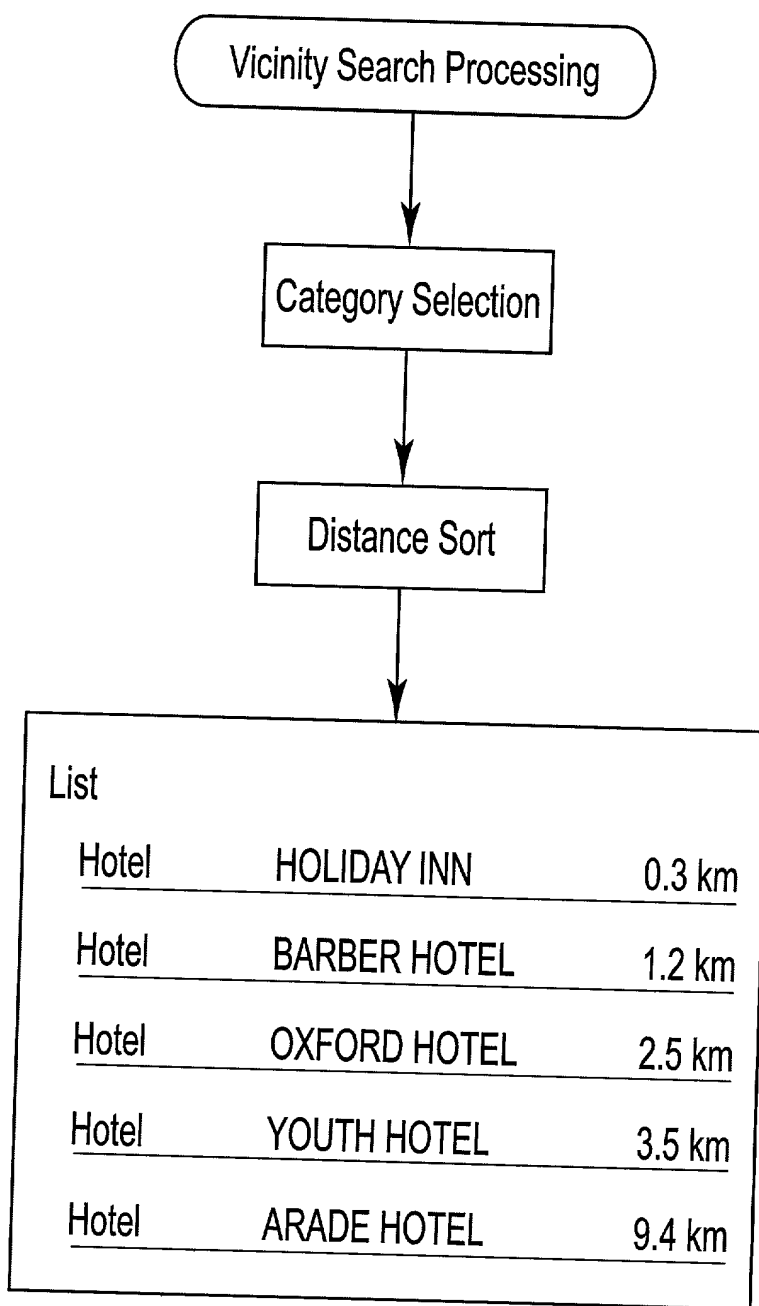 Vicinity Search Processing
Category Selection
Distance Sort
List
Hotel HOLIDAY INN 0.3 km
Hotel BARBER HOTEL 1.2 km
Hotel OXFORD HOTEL 2.5 km
Hotel YOUTH HOTEL 3.5 km
Hotel ARADE HOTEL 9.4 km